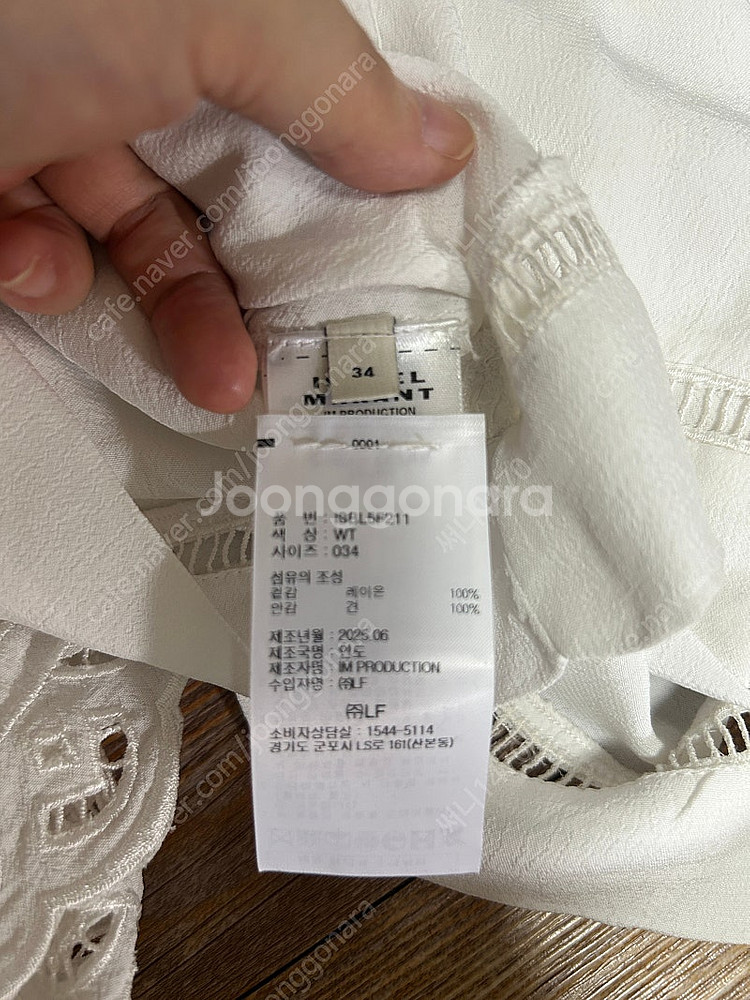 34
MARANT
IM PRODUCTION
0001
Joonggonara
품 번 : ISBL5F211
색 상 : WT
사이즈 : 034
섬유의 조성
겉감 레이온 100%
안감 견 100%
제조년월 : 2025.06
제조국명 : 인도
제조자명 : IM PRODUCTION
수입자명 : ㈜LF
㈜LF
소비자상담실 : 1544-5114
경기도 군포시 LS로 161(산본동)
cafe.naver.com/joonggonara